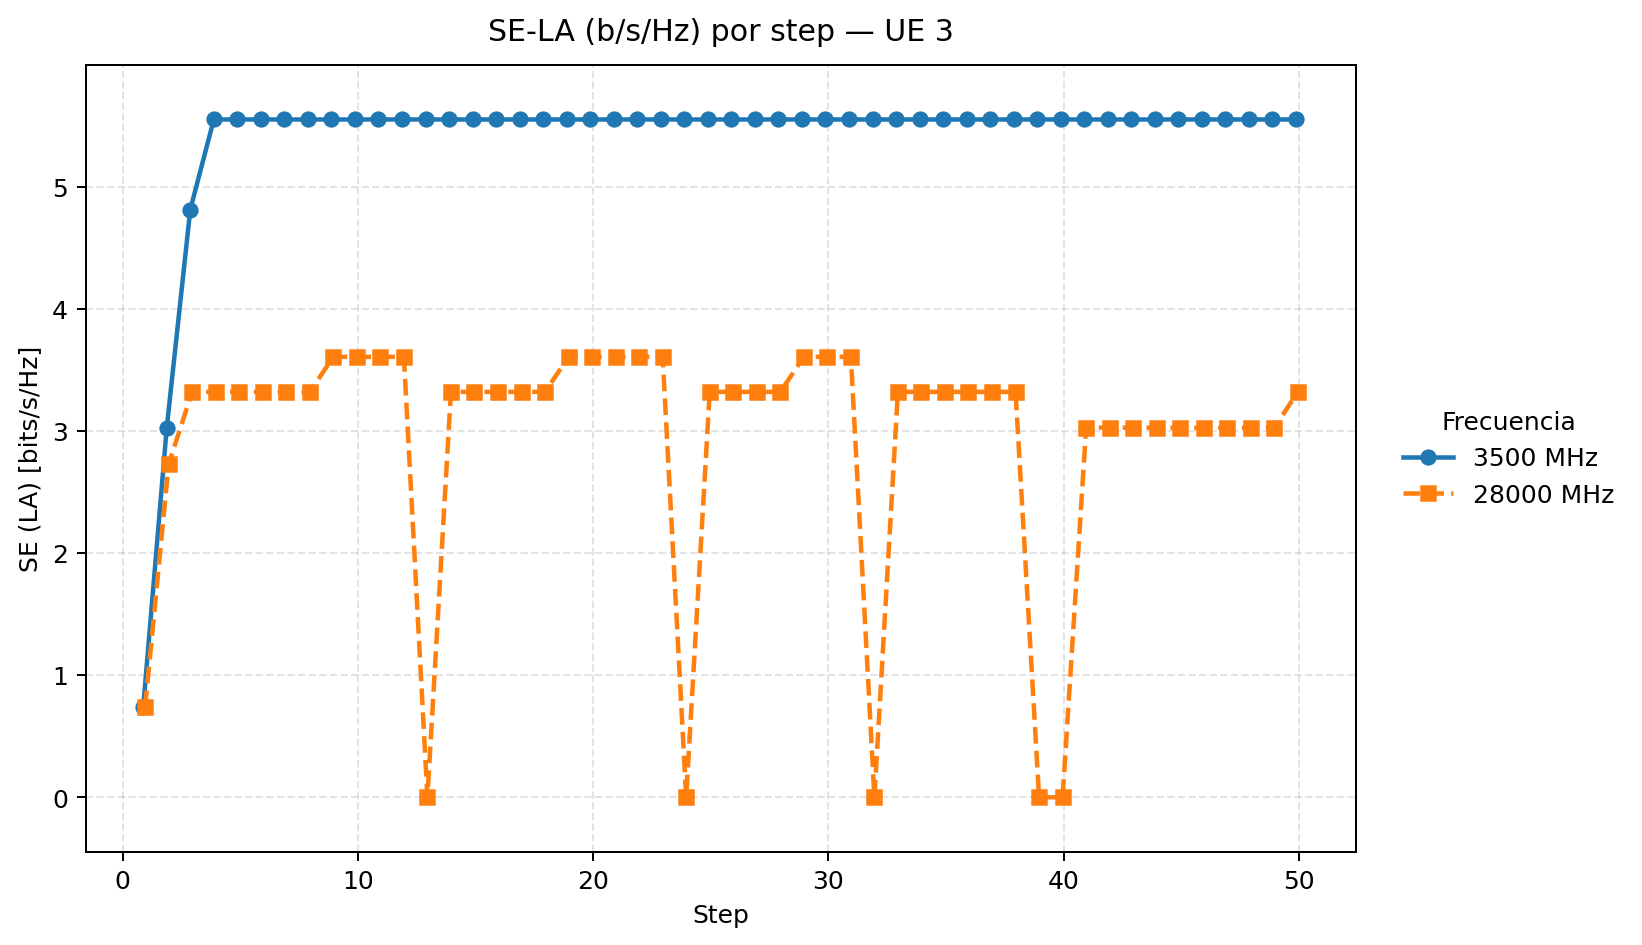 SE-LA (b/s/Hz) por step — UE 3
SE (LA) [bits/s/Hz]
5
4
3
2
1
0
0 10 20 30 40 50
Step
Frecuencia
3500 MHz
28000 MHz